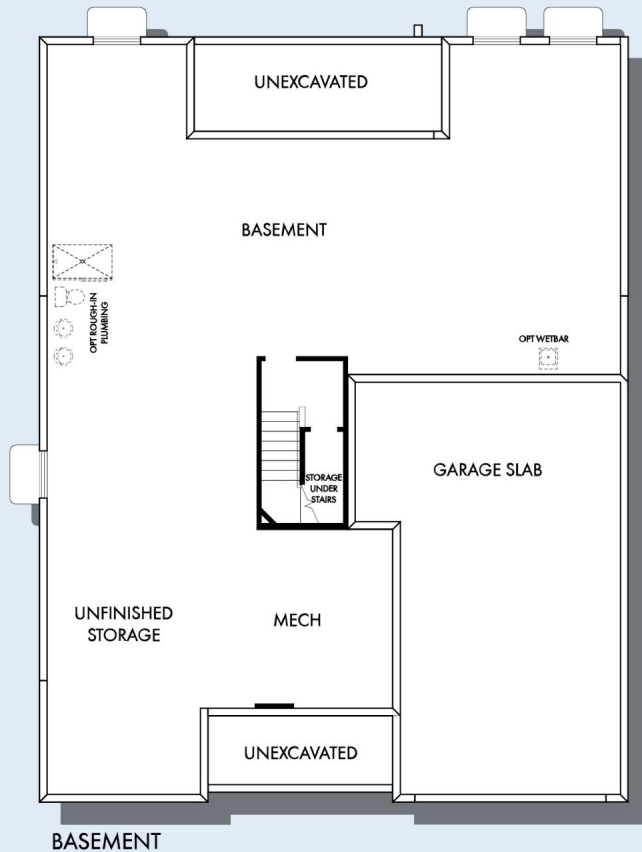 UNEXCAVATED
BASEMENT
OPT ROUGH-IN
PLUMBING
OPT WETBAR
GARAGE SLAB
STORAGE
UNDER
STAIRS
UNFINISHED
STORAGE
MECH
UNEXCAVATED
BASEMENT